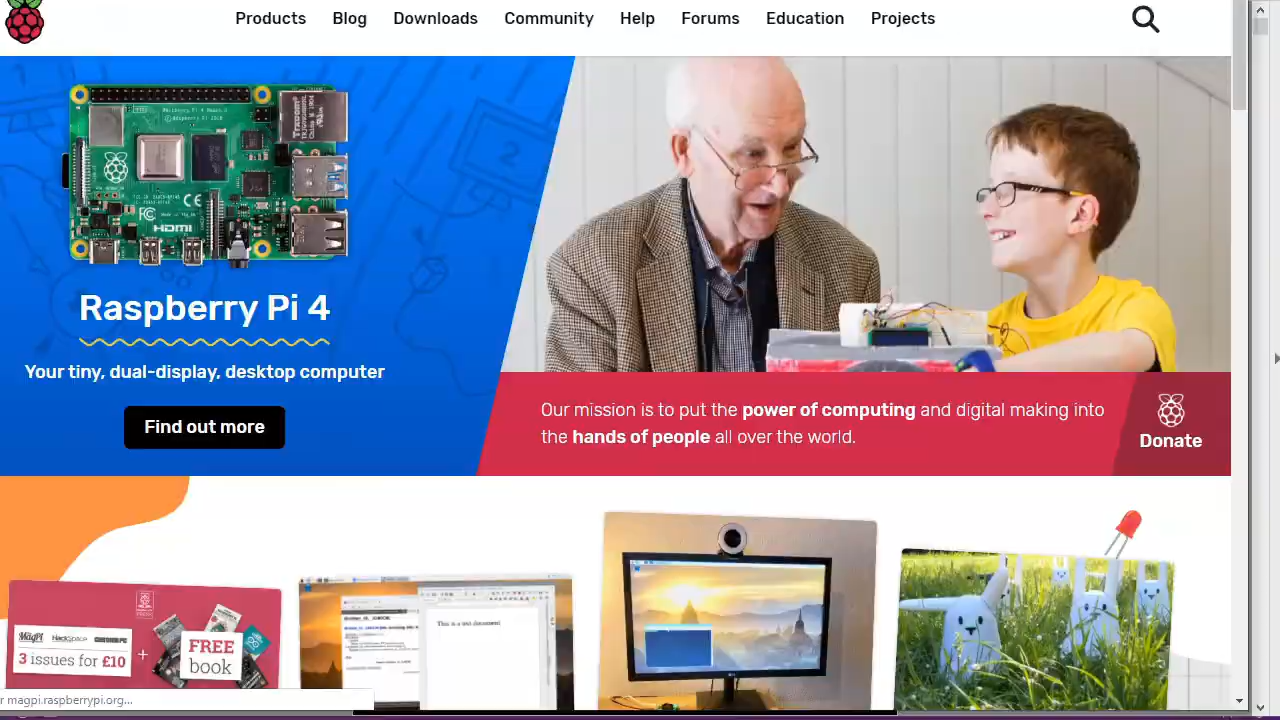 Products Blog Downloads Community Help Forums Education Projects
HDMI
Raspberry Pi 4
Your tiny, dual-display, desktop computer
Find out more
Our mission is to put the power of computing and digital making into
the hands of people all over the world.
Donate
MagPi HackSpace
3 issues for £10 +
FREE
book
This is a test document
r magpi.raspberrypi.org...